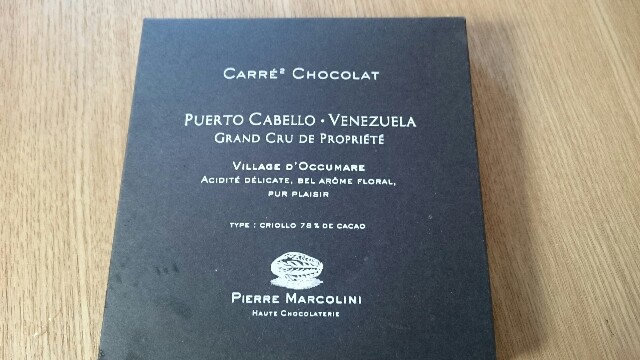 CARRÉ² CHOCOLAT
PUERTO CABELLO • VENEZUELA
GRAND CRU DE PROPRIÉTÉ
VILLAGE D'OCCUMARE
ACIDITÉ DÉLICATE, BEL ARÔME FLORAL,
PUR PLAISIR
TYPE : CRIOLLO 78 % DE CACAO
PIERRE MARCOLINI
HAUTE CHOCOLATERIE